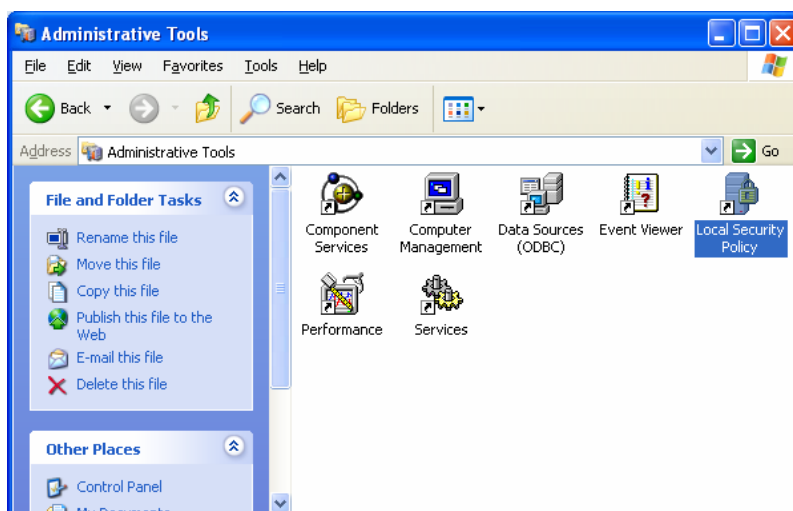 Administrative Tools
File Edit View Favorites Tools Help
Back Search Folders
Address Administrative Tools Go
File and Folder Tasks
Rename this file
Move this file
Copy this file
Publish this file to the
Web
E-mail this file
Delete this file
Other Places
Control Panel
My Documents
Component
Services
Computer
Management
Data Sources
(ODBC)
Event Viewer
Local Security
Policy
Performance
Services